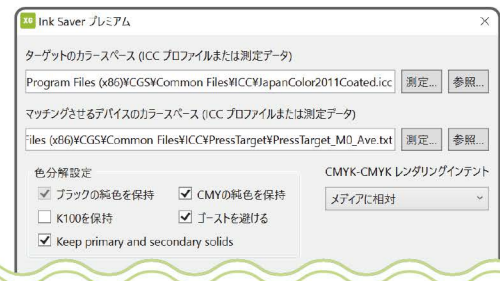 XG Ink Saver プレミアム
ターゲットのカラースペース (ICC プロファイルまたは測定データ)
Program Files (x86)¥CGS¥Common Files¥ICC¥JapanColor2011Coated.icc 測定... 参照...
マッチングさせるデバイスのカラースペース (ICC プロファイルまたは測定データ)
Files (x86)¥CGS¥Common Files¥ICC¥PressTarget¥PressTarget_M0_Ave.txt 測定... 参照...
色分解設定 CMYK-CMYK レンダリングインテント
ブラックの純色を保持 CMYの純色を保持 メディアに相対
K100を保持 ゴーストを避ける
Keep primary and secondary solids